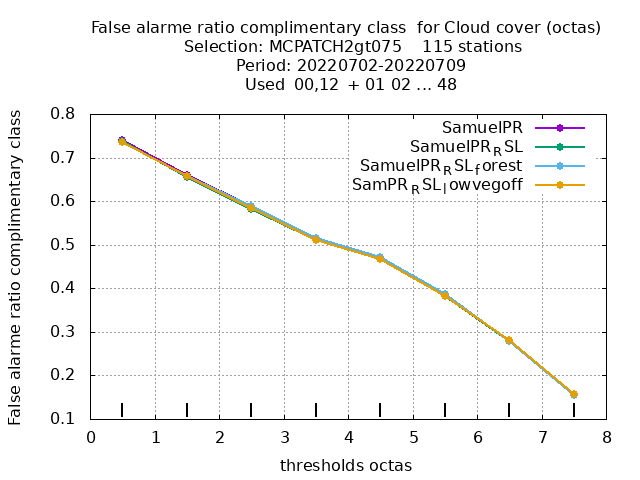 False alarme ratio complimentary class  for Cloud cover (octas)
Selection: MCPATCH2gt075    115 stations
Period: 20220702-20220709
Used  00,12  + 01 02 ... 48
False alarme ratio complimentary class
0.8
0.7
0.6
0.5
0.4
0.3
0.2
0.1
SamuelPR
SamuelPR_RSL
SamuelPR_RSL_forest
SamPR_RSL_lowvegoff
0 1 2 3 4 5 6 7 8
thresholds octas